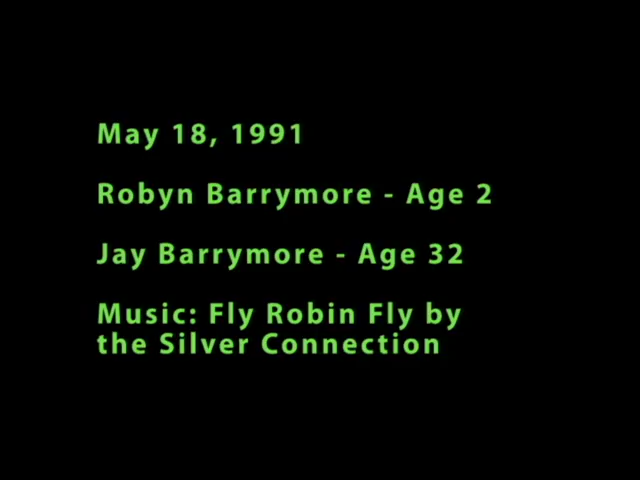 May 18, 1991
Robyn Barrymore - Age 2
Jay Barrymore - Age 32
Music: Fly Robin Fly by
the Silver Connection